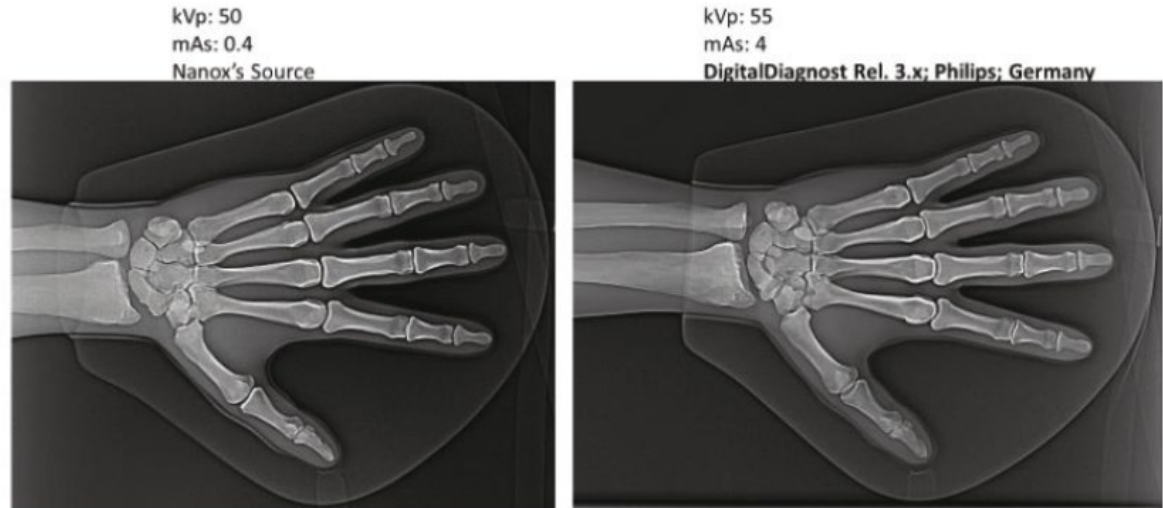 kVp: 50
mAs: 0.4
Nanox's Source
kVp: 55
mAs: 4
DigitalDiagnost Rel. 3.x; Philips; Germany